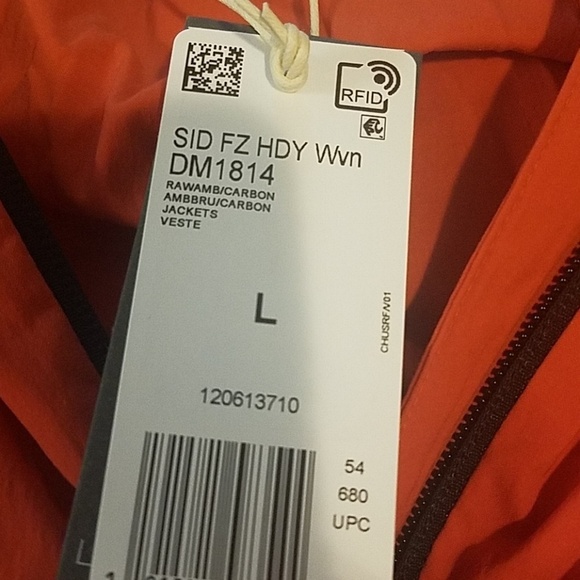 RFID
SID FZ HDY Wvn
DM1814
RAWAMB/CARBON
AMBBRU/CARBON
JACKETS
VESTE
L
CHUSRF/V01
120613710
54
680
UPC